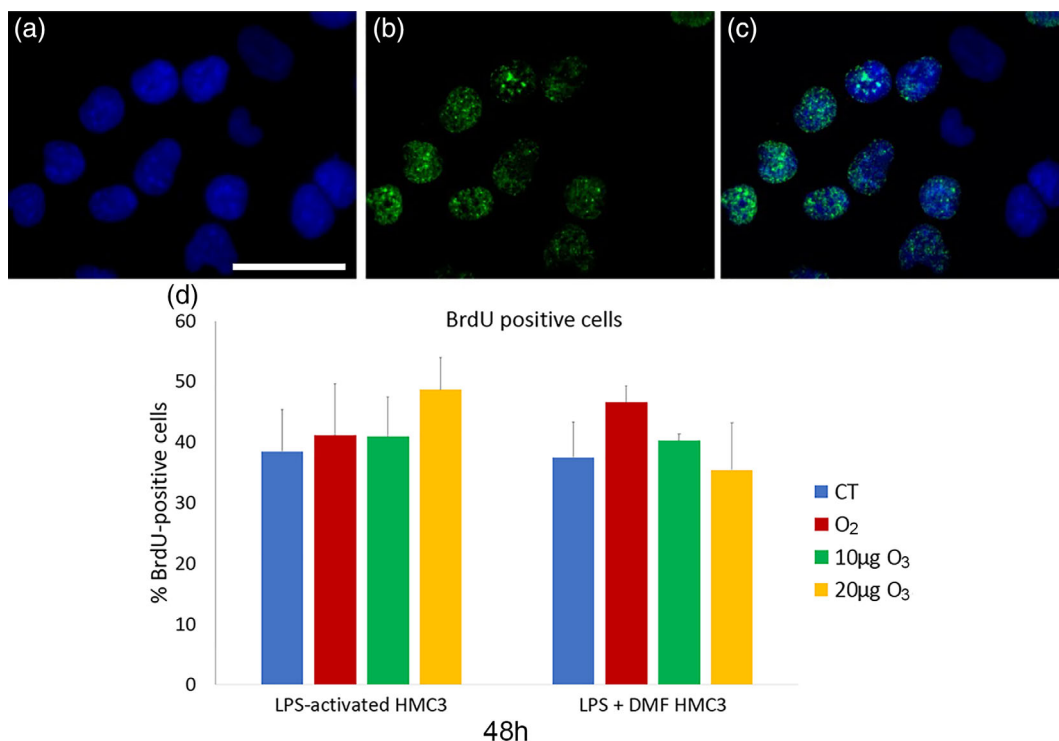 (a)
(b)
(c)
(d)
BrdU positive cells
60
50
40
30
20
10
0
% BrdU-positive cells
CT
O₂
10µg O₃
20µg O₃
LPS-activated HMC3
LPS + DMF HMC3
48h